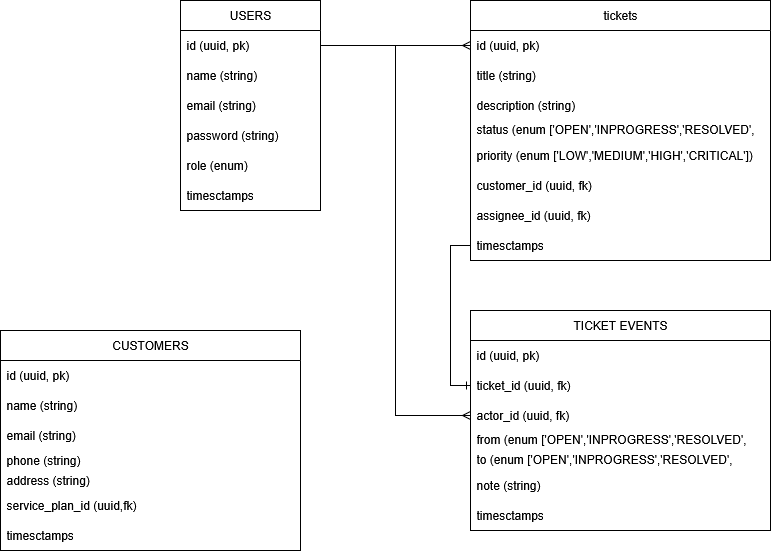 USERS
id (uuid, pk)
name (string)
email (string)
password (string)
role (enum)
timesctamps
tickets
id (uuid, pk)
title (string)
description (string)
status (enum ['OPEN','INPROGRESS','RESOLVED',
priority (enum ['LOW','MEDIUM','HIGH','CRITICAL'])
customer_id (uuid, fk)
assignee_id (uuid, fk)
timesctamps
CUSTOMERS
id (uuid, pk)
name (string)
email (string)
phone (string)
address (string)
service_plan_id (uuid,fk)
timesctamps
TICKET EVENTS
id (uuid, pk)
ticket_id (uuid, fk)
actor_id (uuid, fk)
from (enum ['OPEN','INPROGRESS','RESOLVED',
to (enum ['OPEN','INPROGRESS','RESOLVED',
note (string)
timesctamps